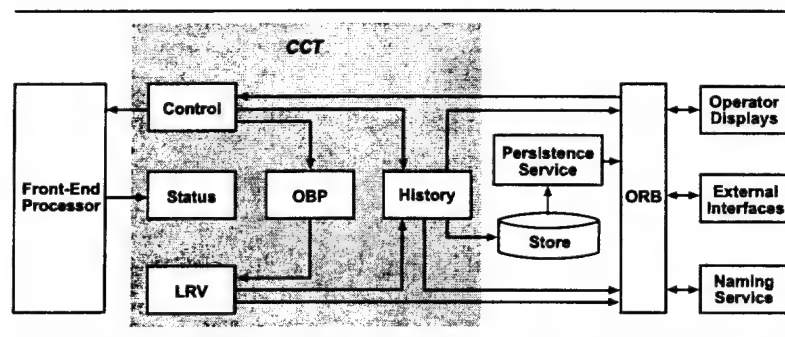 CCT
Control
Operator
Displays
Persistence
Service
Front-End
Processor
Status
OBP
History
ORB
External
Interfaces
Store
LRV
Naming
Service